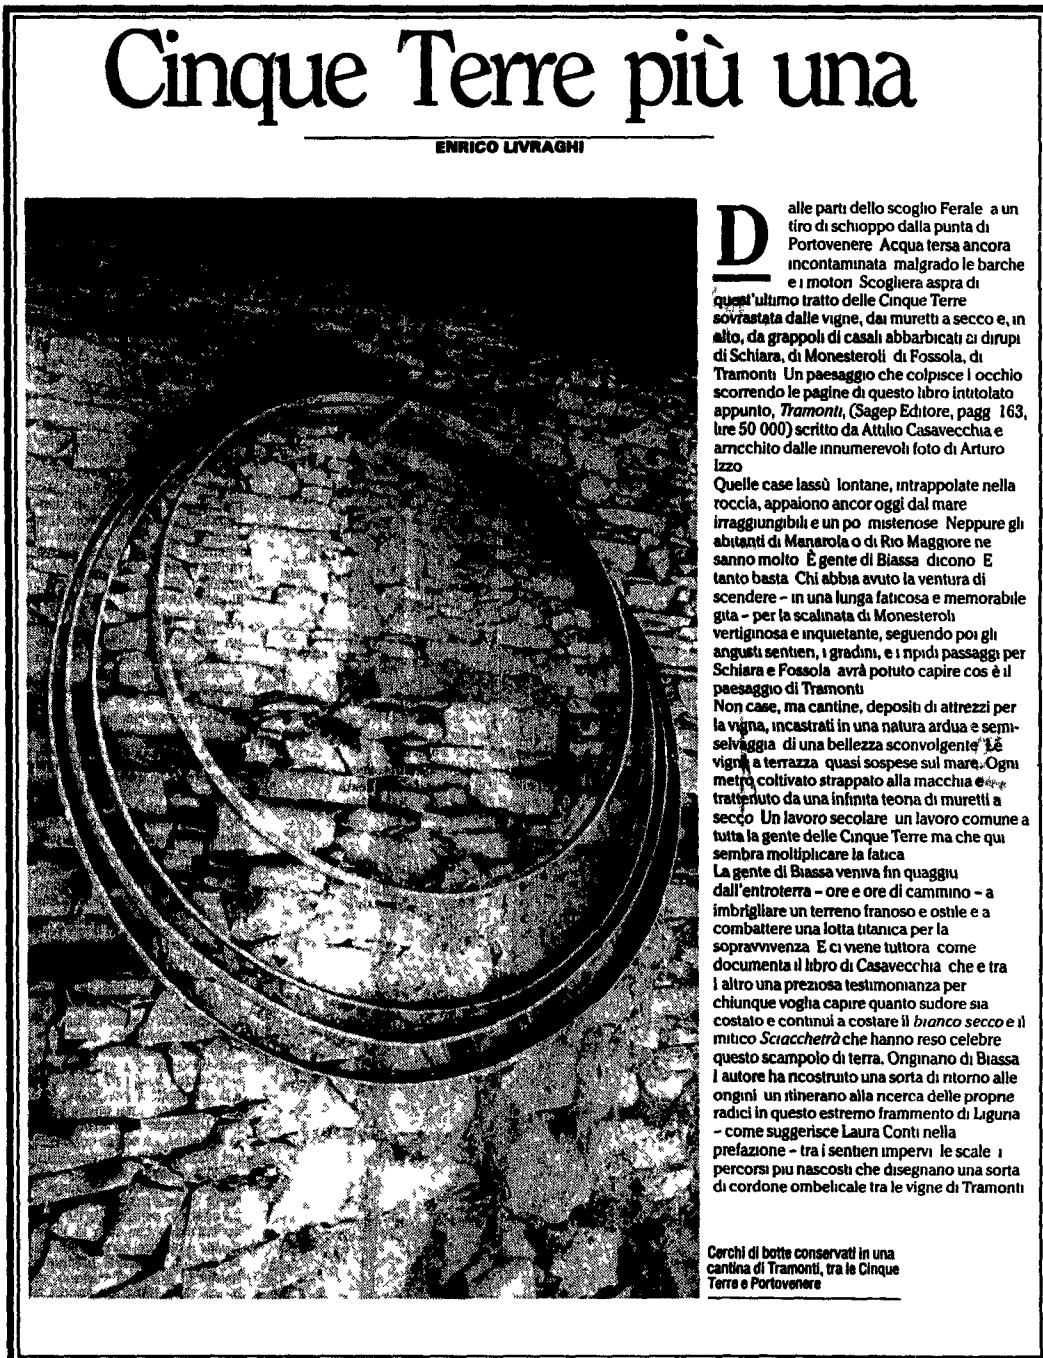 Cinque Terre più una
ENRICO LIVRAGHI
Dalle parti dello scoglio Ferale a un
tiro di schioppo dalla punta di
Portovenere Acqua tersa ancora
incontaminata malgrado le barche
e i motori Scogliera aspra di
quest'ultimo tratto delle Cinque Terre
sovrastata dalle vigne, dai muretti a secco e, in
alto, da grappoli di casali abbarbicati ai dirupi
di Schiara, di Monesteroli di Fossola, di
Tramonti Un paesaggio che colpisce l occhio
scorrendo le pagine di questo libro intitolato
appunto, Tramonti, (Sagep Editore, pagg 163,
lire 50 000) scritto da Attilio Casavecchia e
arricchito dalle innumerevoli foto di Arturo
Izzo
Quelle case lassù lontane, intrappolate nella
roccia, appaiono ancor oggi dal mare
irraggiungibili e un po misteriose Neppure gli
abitanti di Manarola o di Rio Maggiore ne
sanno molto È gente di Biassa dicono E
tanto basta Chi abbia avuto la ventura di
scendere – in una lunga faticosa e memorabile
gita – per la scalinata di Monesteroli
vertiginosa e inquietante, seguendo poi gli
angusti sentieri, i gradini, e i ripidi passaggi per
Schiara e Fossola avrà potuto capire cos è il
paesaggio di Tramonti
Non case, ma cantine, depositi di attrezzi per
la vigna, incastrati in una natura ardua e semi-
selvaggia di una bellezza sconvolgente Le
vigne a terrazza quasi sospese sul mare. Ogni
metro coltivato strappato alla macchia e
trattenuto da una infinita teoria di muretti a
secco Un lavoro secolare un lavoro comune a
tutta la gente delle Cinque Terre ma che qui
sembra moltiplicare la fatica
La gente di Biassa veniva fin quaggiu
dall'entroterra – ore e ore di cammino – a
imbrigliare un terreno franoso e ostile e a
combattere una lotta titanica per la
sopravvivenza E ci viene tuttora come
documenta il libro di Casavecchia che e tra
l altro una preziosa testimonianza per
chiunque voglia capire quanto sudore sia
costato e continui a costare il bianco secco e il
mitico Sciacchetrà che hanno reso celebre
questo scampolo di terra. Originario di Biassa
l autore ha ricostruito una sorta di ritorno alle
origini un itinerario alla ricerca delle proprie
radici in questo estremo frammento di Liguria
– come suggerisce Laura Conti nella
prefazione – tra i sentieri impervi le scale i
percorsi piu nascosti che disegnano una sorta
di cordone ombelicale tra le vigne di Tramonti
Cerchi di botte conservati in una
cantina di Tramonti, tra le Cinque
Terre e Portovenere